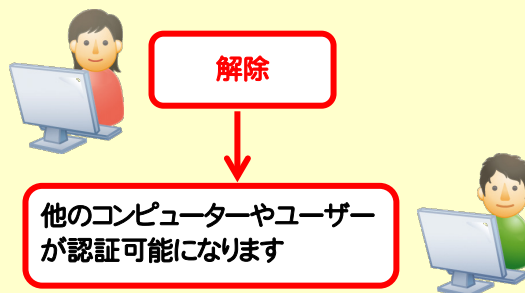 解除
他のコンピューターやユーザー
が認証可能になります